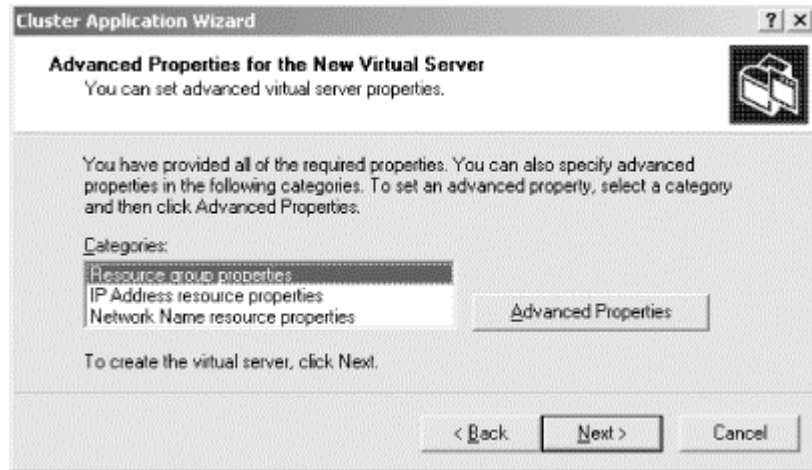 Cluster Application Wizard
Advanced Properties for the New Virtual Server
You can set advanced virtual server properties.
You have provided all of the required properties. You can also specify advanced
properties in the following categories. To set an advanced property, select a category
and then click Advanced Properties.
Categories:
Resource group properties
IP Address resource properties
Network Name resource properties
Advanced Properties
To create the virtual server, click Next.
< Back
Next >
Cancel